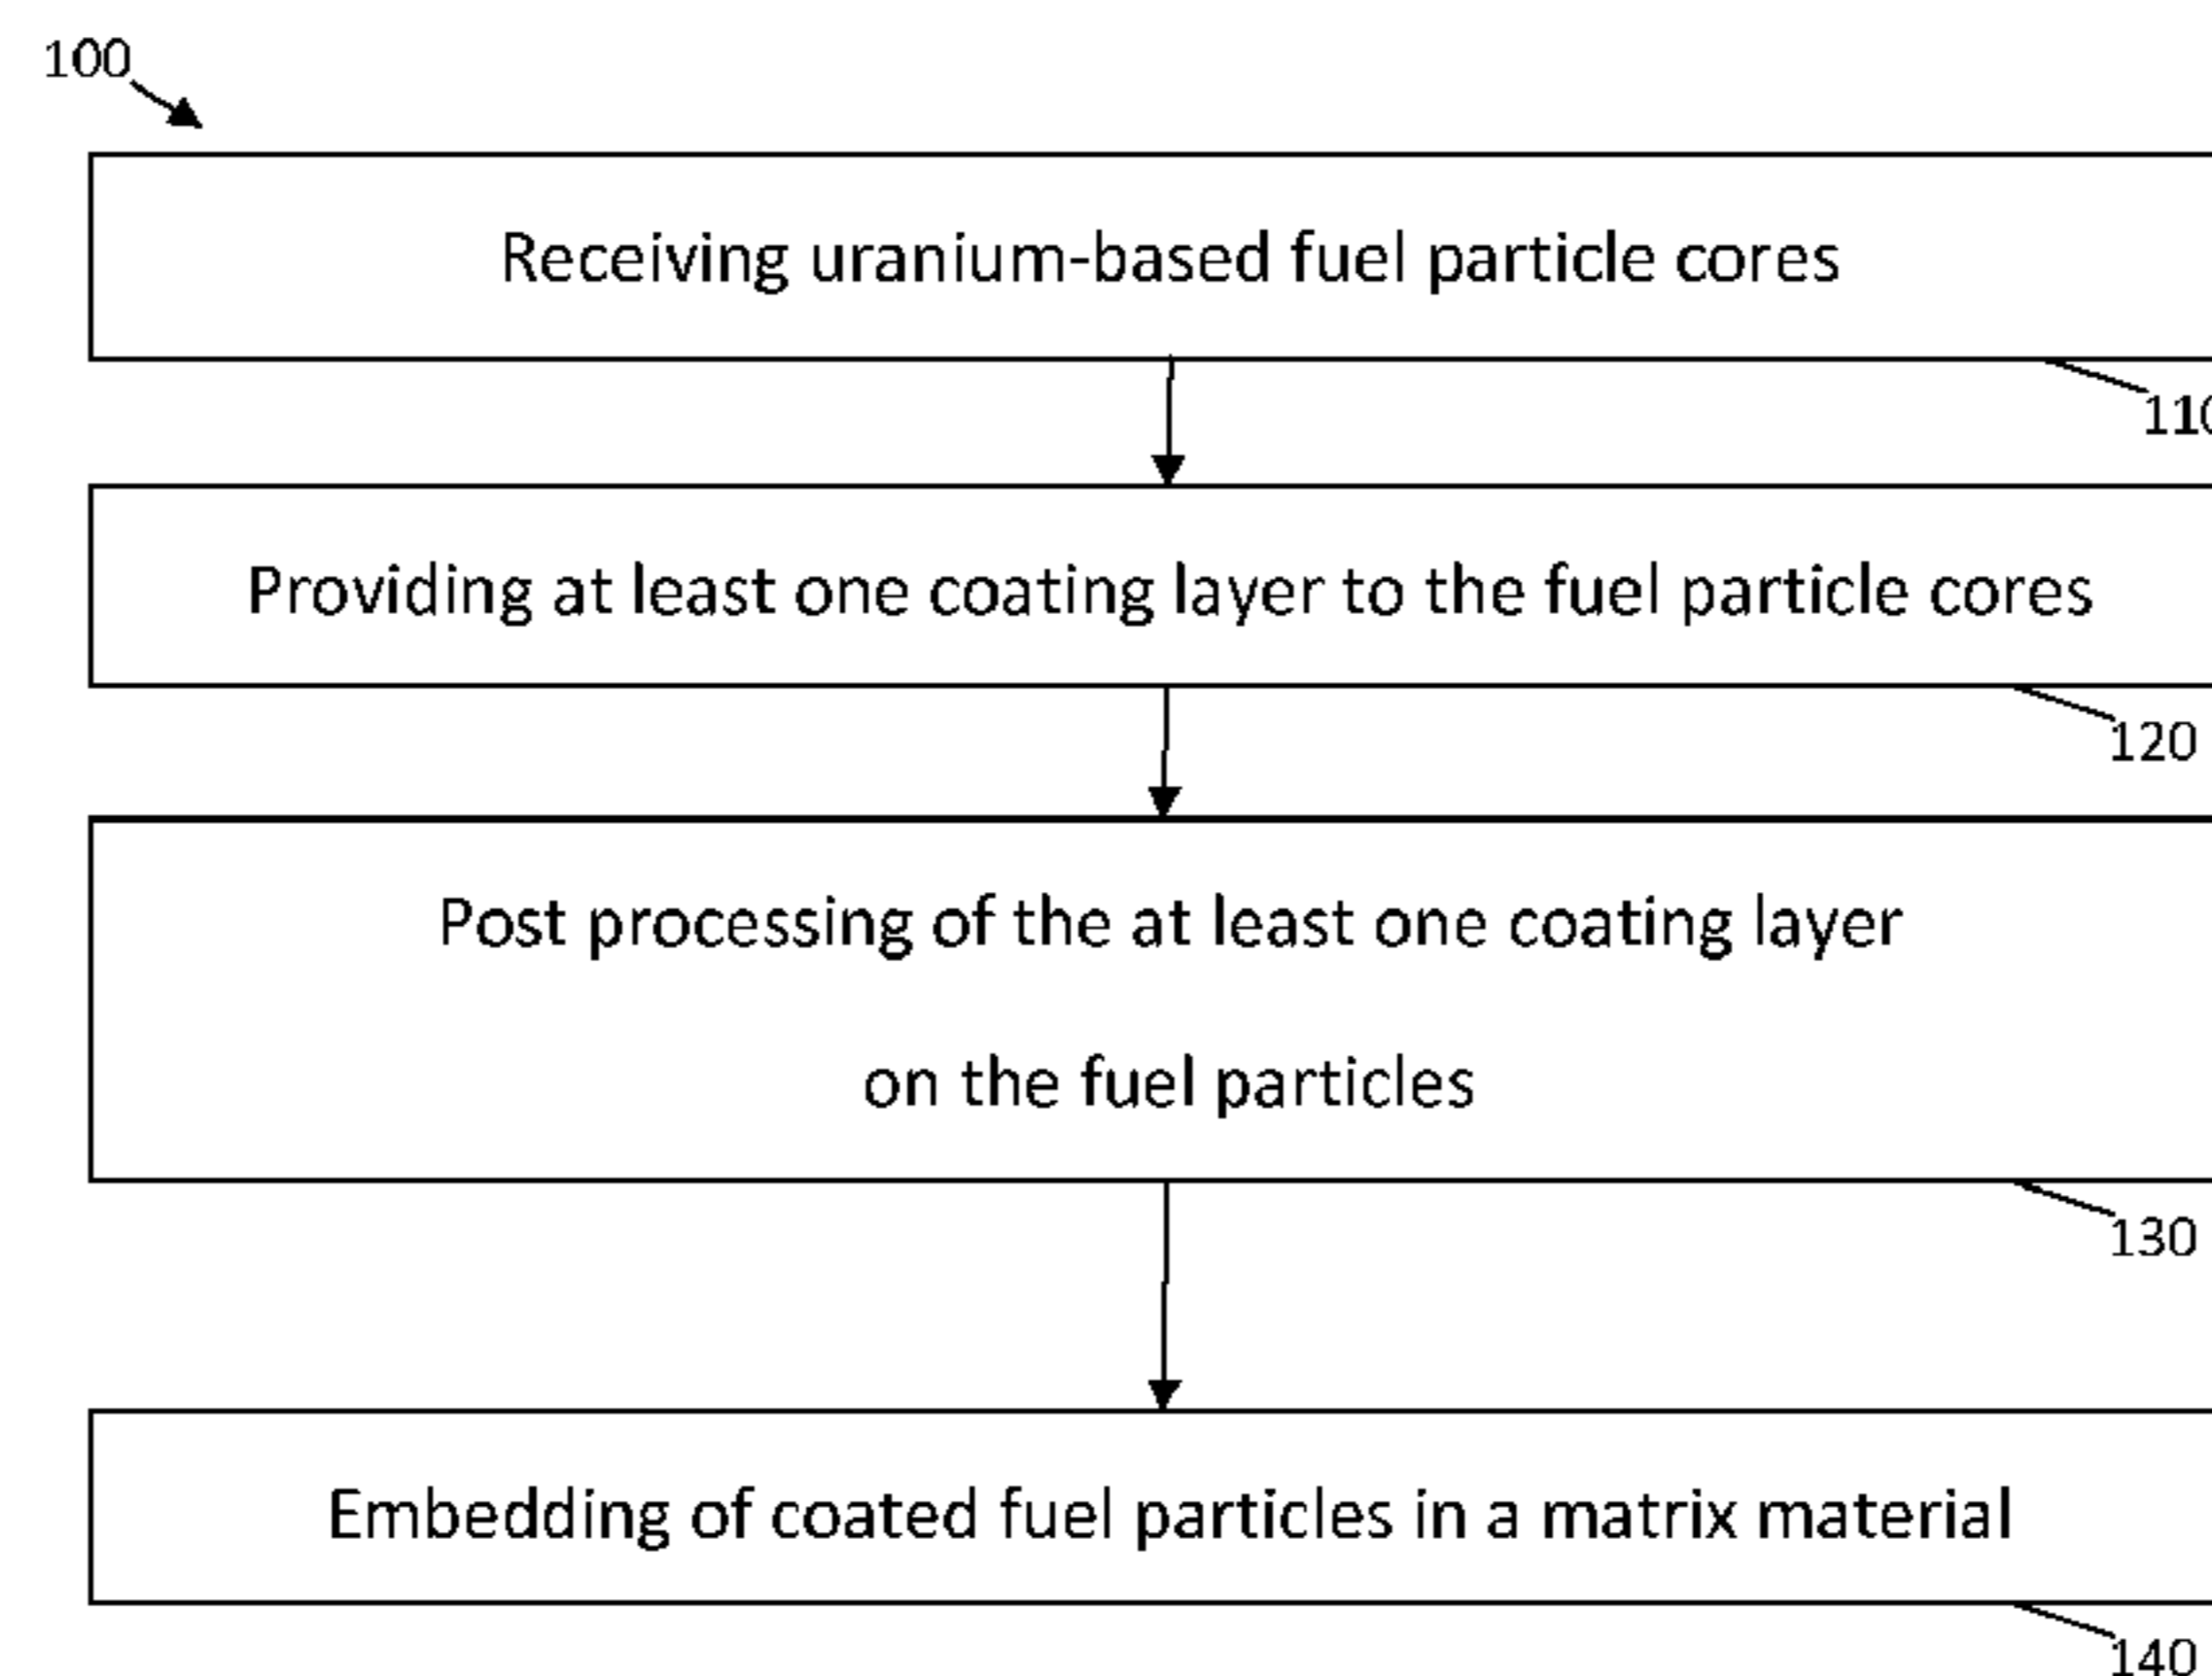 100
Receiving uranium-based fuel particle cores
110
Providing at least one coating layer to the fuel particle cores
120
Post processing of the at least one coating layer
on the fuel particles
130
Embedding of coated fuel particles in a matrix material
140